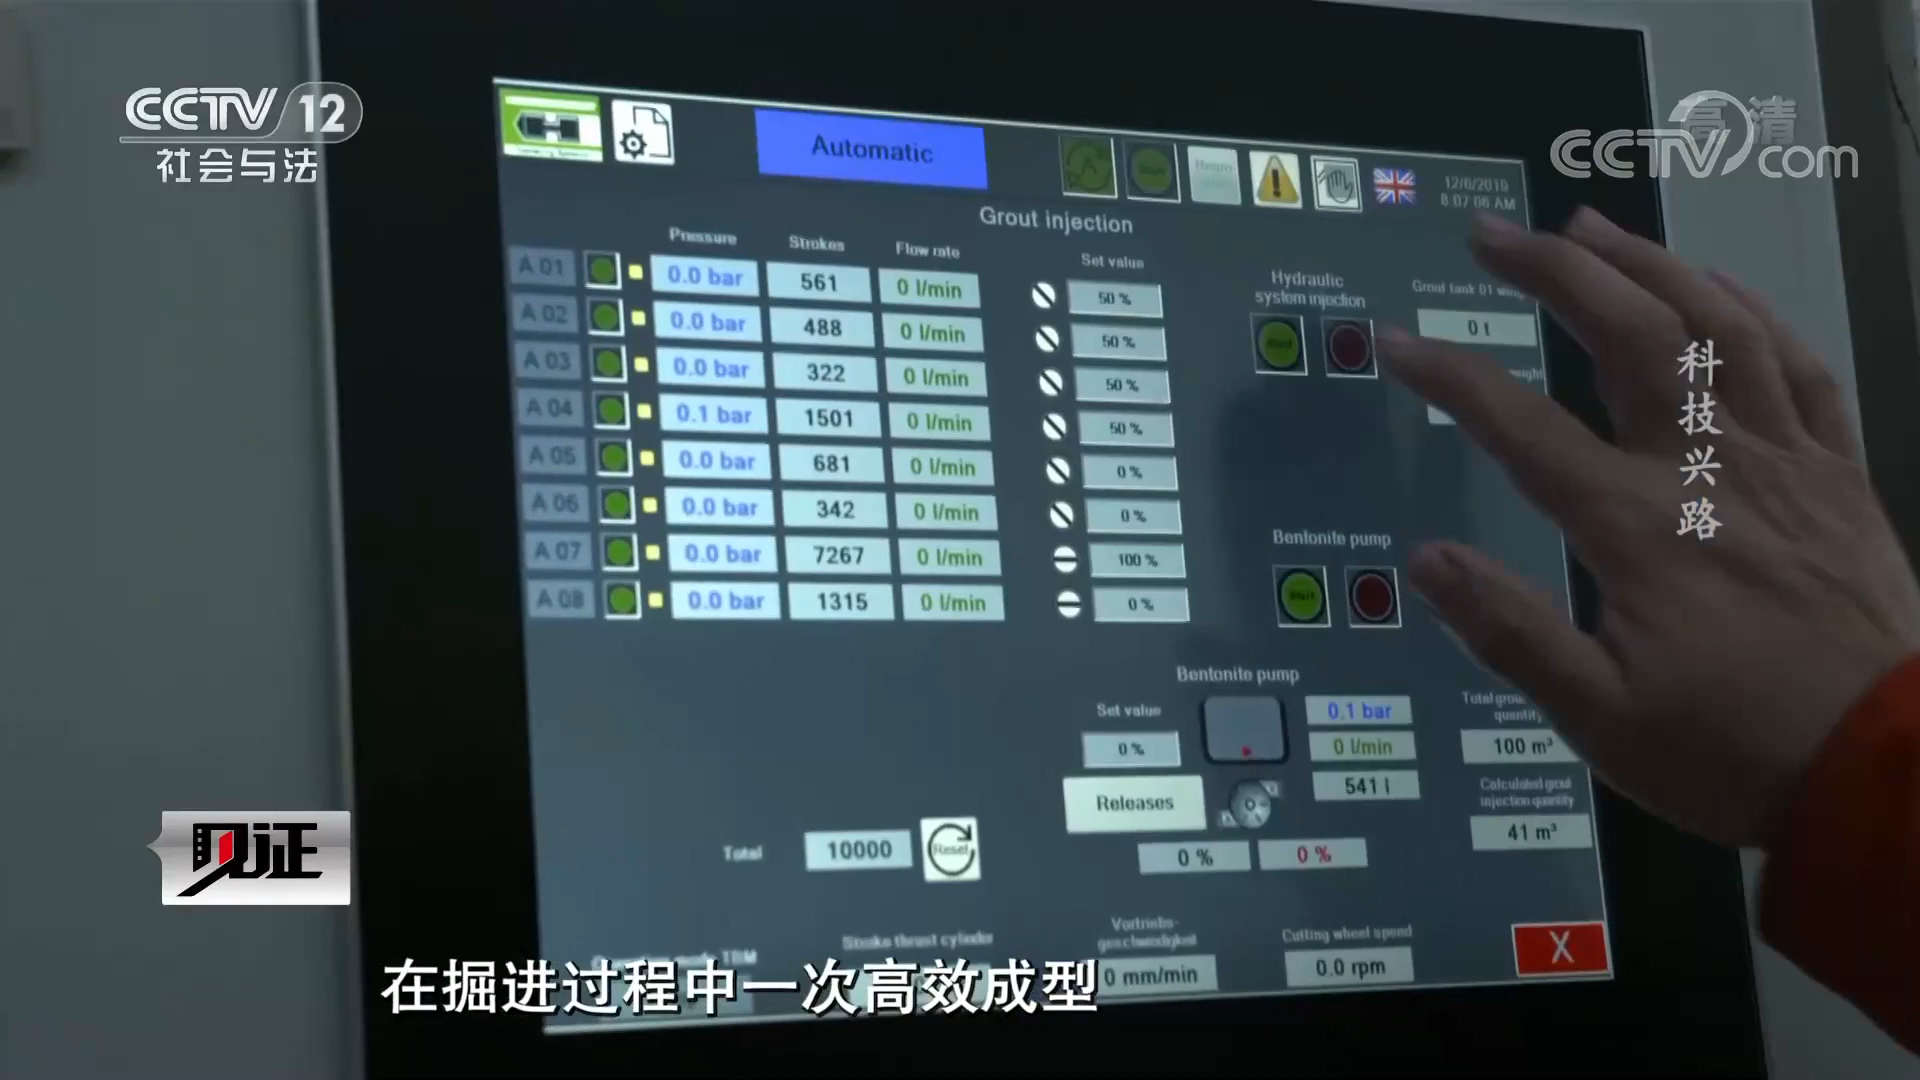 CCTV 12
社会与法
高清
CCTV.com
Automatic
12/6/2019
8:07:06 AM
Grout injection
Pressure Strokes Flow rate Set value
A 01 0.0 bar 561 0 l/min 50 %
A 02 0.0 bar 488 0 l/min 50 %
A 03 0.0 bar 322 0 l/min 50 %
A 04 0.1 bar 1501 0 l/min 50 %
A 05 0.0 bar 681 0 l/min 0 %
A 06 0.0 bar 342 0 l/min 0 %
A 07 0.0 bar 7267 0 l/min 100 %
A 08 0.0 bar 1315 0 l/min 0 %
Hydraulic
system injection
Start
Grout tank 01
0 t
科技兴路
Bentonite pump
Start
Bentonite pump
Set value
0 %
0.1 bar
0 l/min
541 l
Releases
0 % 0 %
Total
quantity
100 m³
Calculated grout
injection quantity
41 m³
Total 10000 Reset
Stroke thrust cylinder
Vortriebs-
geschwindigkeit
0 mm/min
Cutting wheel speed
0.0 rpm
X
TBM
见证
在掘进过程中一次高效成型